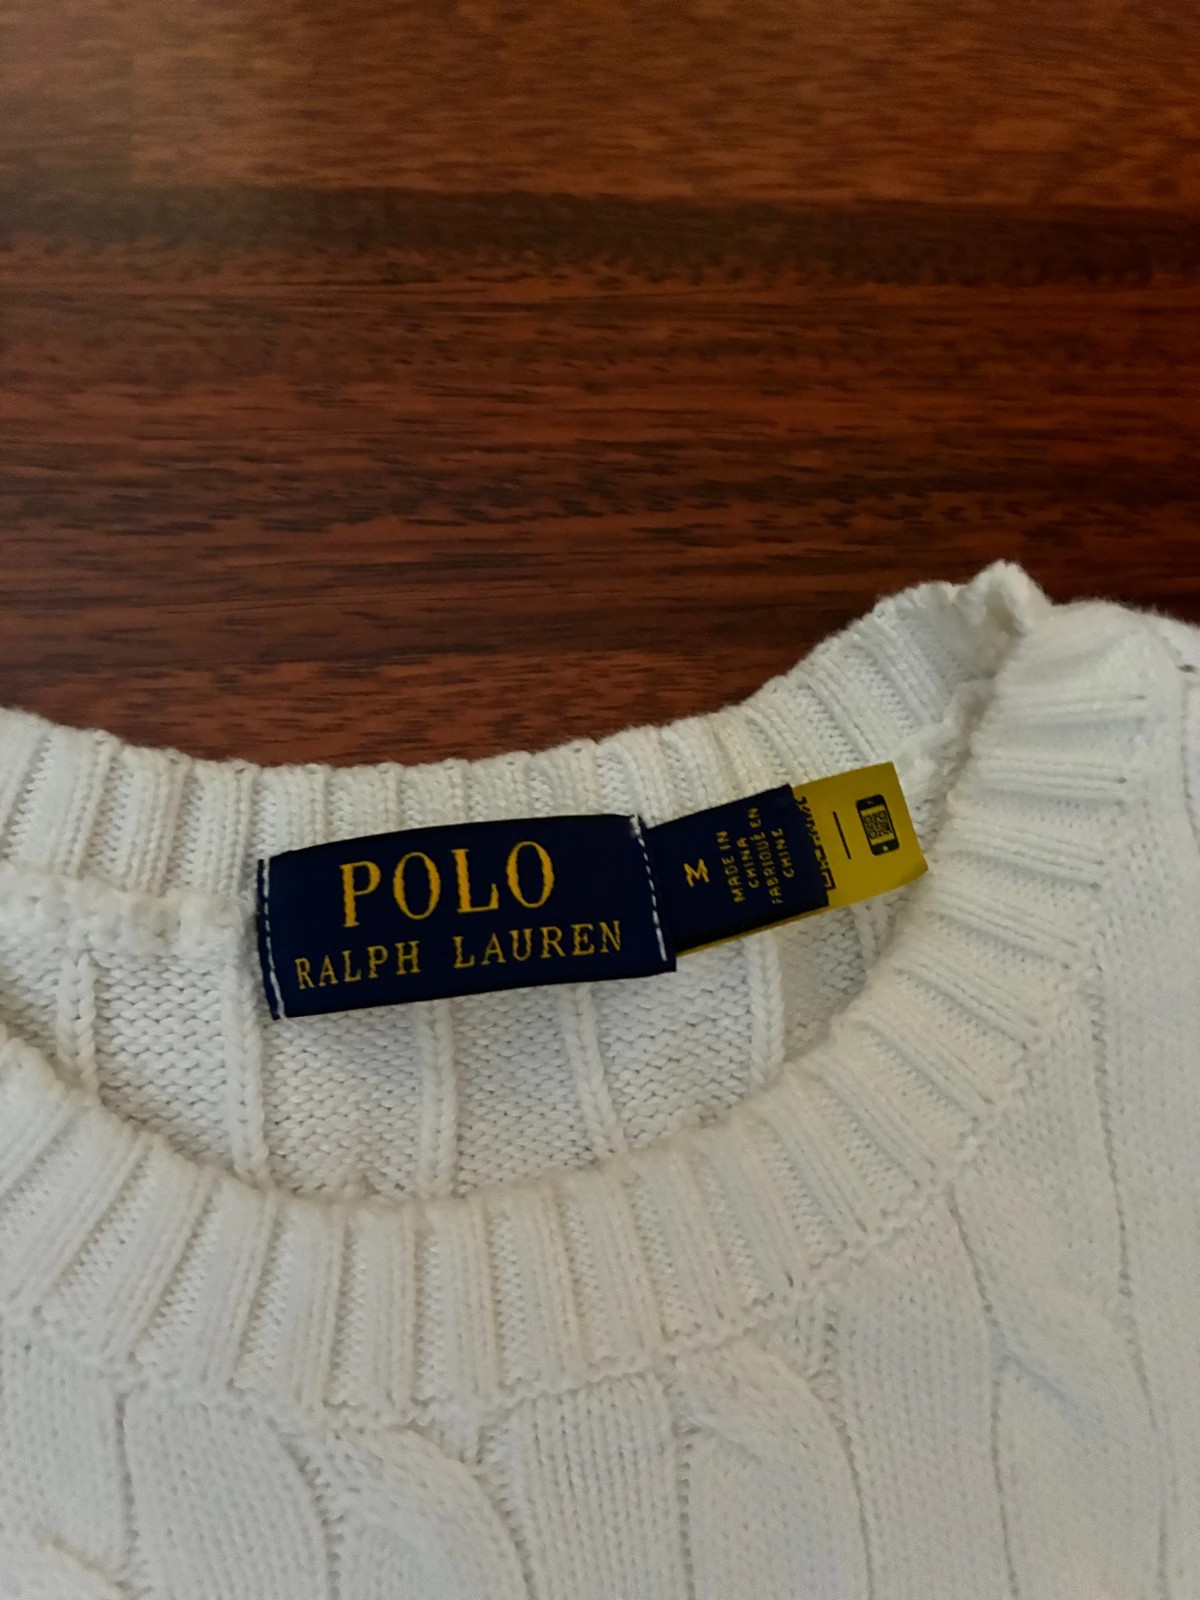 POLO
RALPH LAUREN
M
MADE IN
CHINA
FABRIQUÉ EN
CHINE